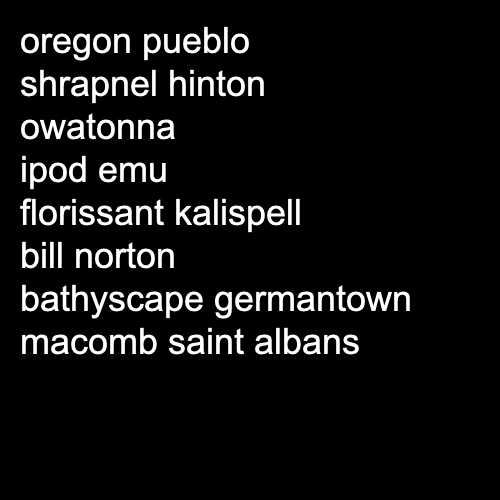 oregon pueblo
shrapnel hinton
owatonna
ipod emu
florissant kalispell
bill norton
bathyscape germantown
macomb saint albans